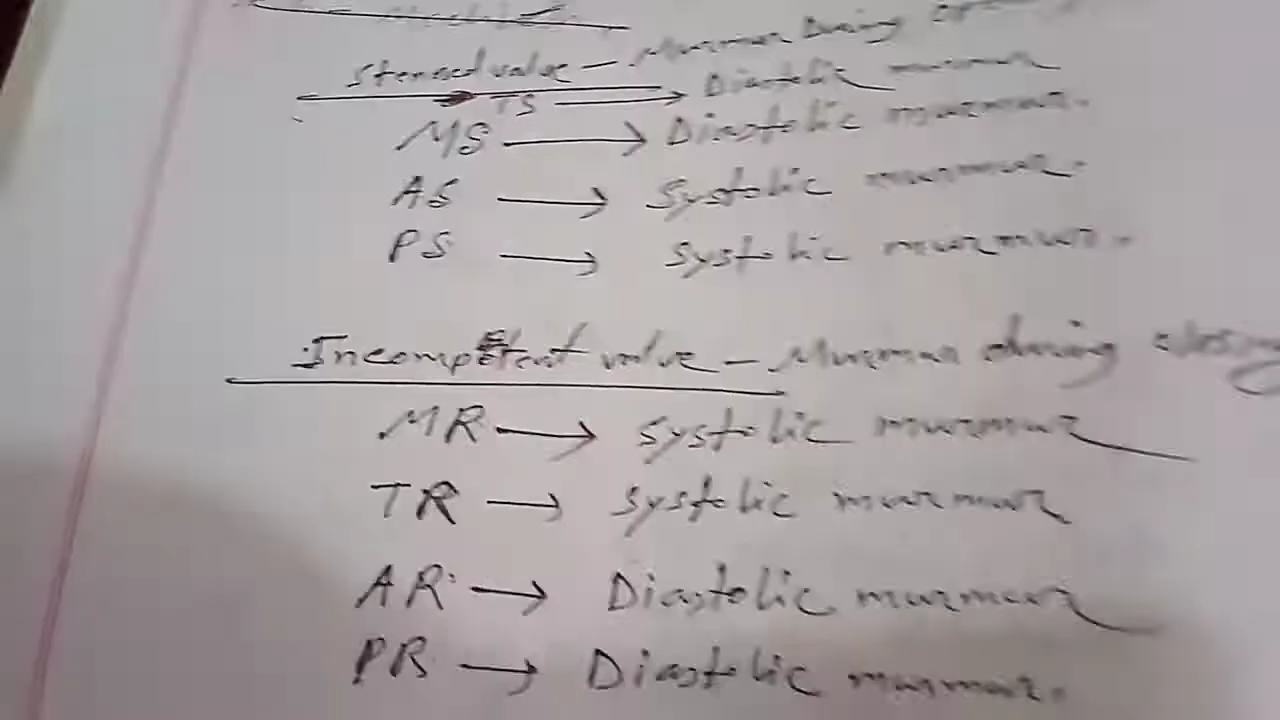 Stenosed valve – Murmur During
TS → Diastolic murmur
MS → Diastolic murmur.
AS → Systolic murmur.
PS → Systolic murmur.
Incompetent valve – Murmur during closing
MR → Systolic murmur
TR → Systolic murmur
AR → Diastolic murmur
PR → Diastolic murmur.